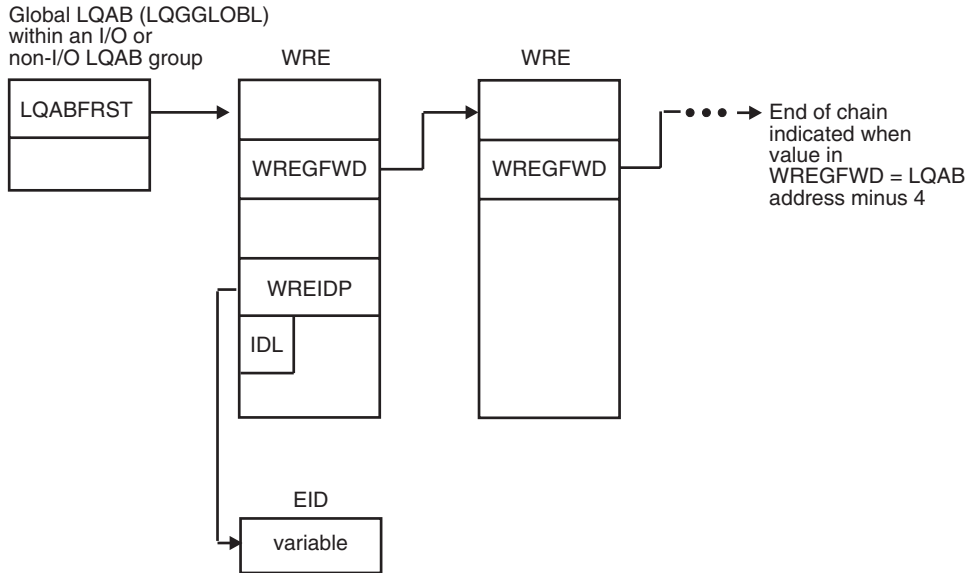 Global LQAB (LQGGLOBL)
within an I/O or
non-I/O LQAB group
WRE
WRE
LQABFRST
WREGFWD
WREGFWD
End of chain
indicated when
value in
WREGFWD = LQAB
address minus 4
WREIDP
IDL
EID
variable